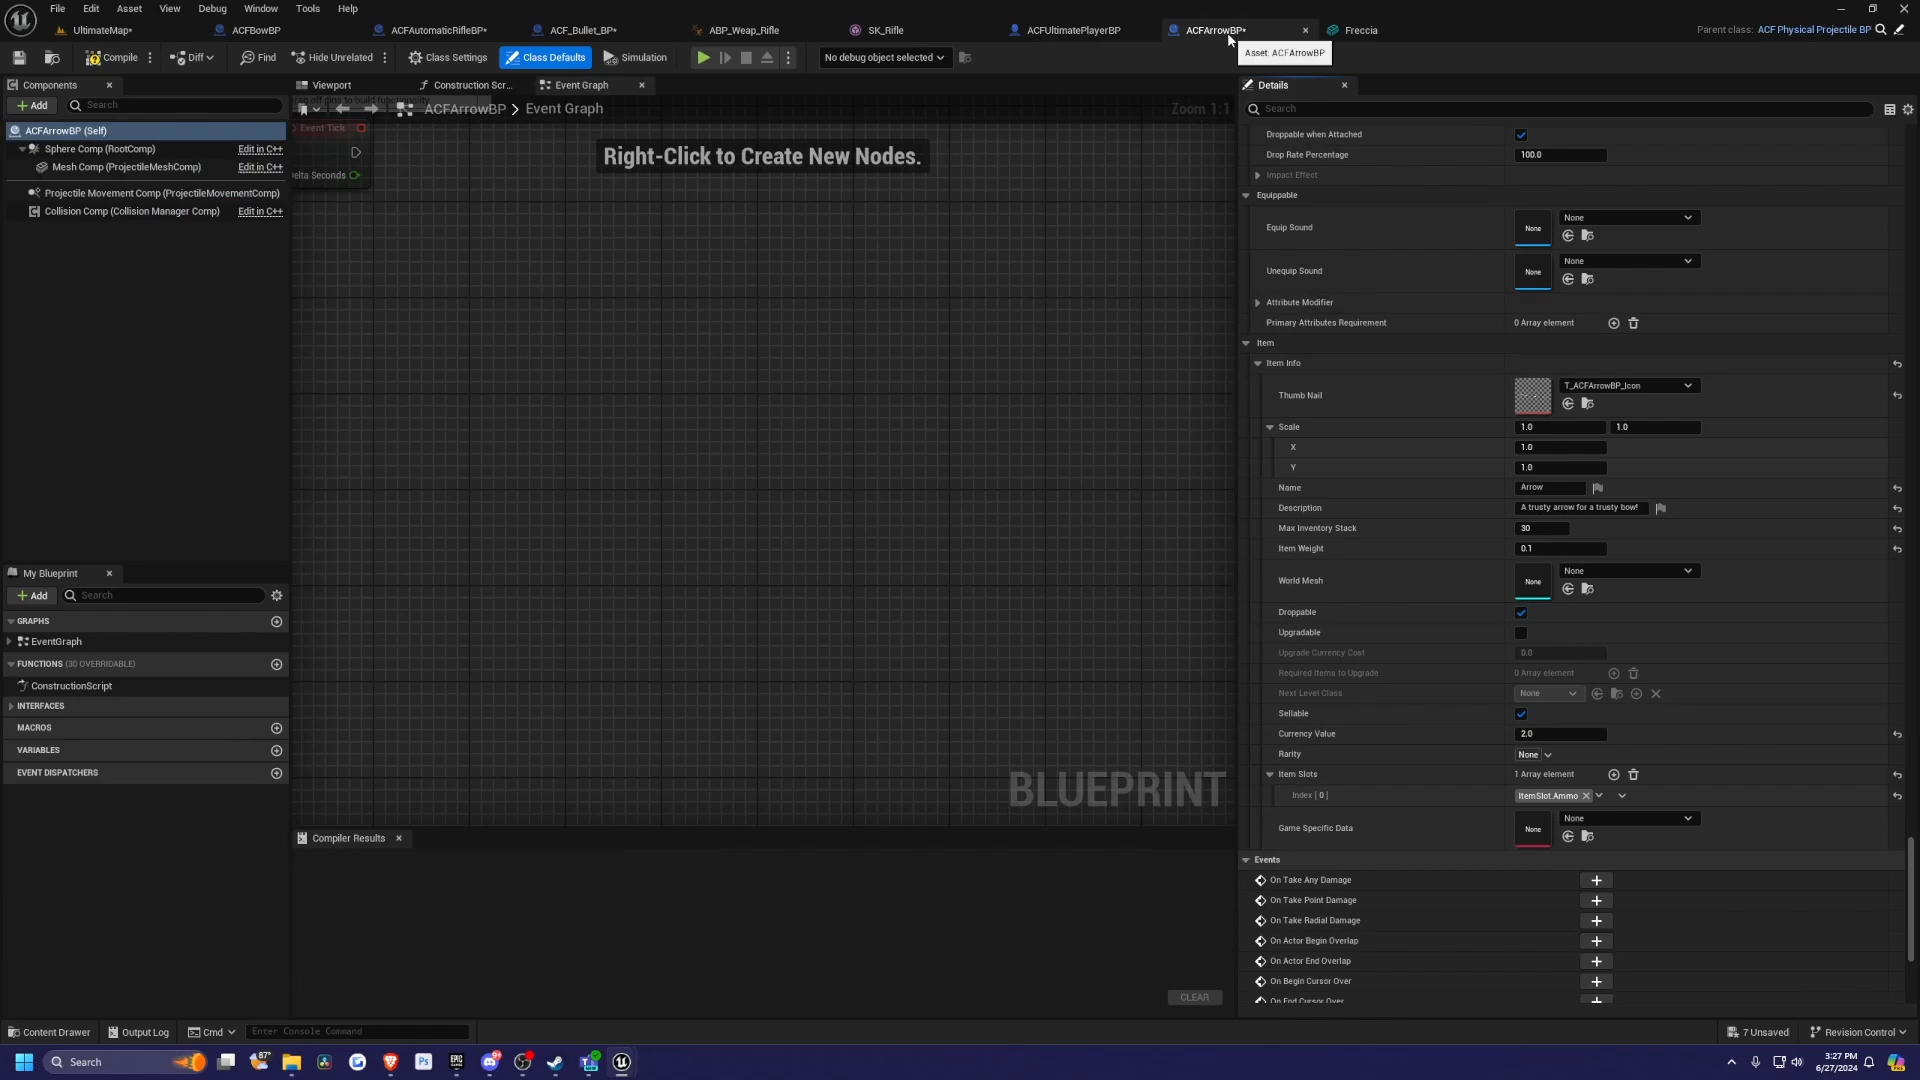 File Edit Asset View Debug Window Tools Help
UltimateMap* ACFBowBP ACFAutomaticRifleBP* ACF_Bullet_BP* ABP_Weap_Rifle SK_Rifle ACFUltimatePlayerBP ACFArrowBP* Freccia Parent class: ACF Physical Projectile BP
Asset: ACFArrowBP
Compile Diff Find Hide Unrelated Class Settings Class Defaults Simulation No debug object selected
Components Viewport Construction Scr... Event Graph Details
Add Search ACFArrowBP > Event Graph Zoom 1:1 Search
ACFArrowBP (Self)
Sphere Comp (RootComp) Edit in C++
Mesh Comp (ProjectileMeshComp) Edit in C++
Projectile Movement Comp (ProjectileMovementComp)
Collision Comp (Collision Manager Comp) Edit in C++
Event Tick
Delta Seconds
Right-Click to Create New Nodes.
BLUEPRINT
My Blueprint
Add Search
GRAPHS
EventGraph
FUNCTIONS (30 OVERRIDABLE)
ConstructionScript
INTERFACES
MACROS
VARIABLES
EVENT DISPATCHERS
Compiler Results
CLEAR
Droppable when Attached
Drop Rate Percentage 100.0
Impact Effect
Equippable
Equip Sound None None
Unequip Sound None None
Attribute Modifier
Primary Attributes Requirement 0 Array element
Item
Item Info
Thumb Nail T_ACFArrowBP_Icon
Scale 1.0 1.0
X 1.0
Y 1.0
Name Arrow
Description A trusty arrow for a trusty bow!
Max Inventory Stack 30
Item Weight 0.1
World Mesh None None
Droppable
Upgradable
Upgrade Currency Cost 0.0
Required Items to Upgrade 0 Array element
Next Level Class None
Sellable
Currency Value 2.0
Rarity None
Item Slots 1 Array element
Index [ 0 ] ItemSlot.Ammo
Game Specific Data None None
Events
On Take Any Damage
On Take Point Damage
On Take Radial Damage
On Actor Begin Overlap
On Actor End Overlap
On Begin Cursor Over
On End Cursor Over
Content Drawer Output Log Cmd Enter Console Command 7 Unsaved Revision Control
Search 87° 3:27 PM
6/27/2024